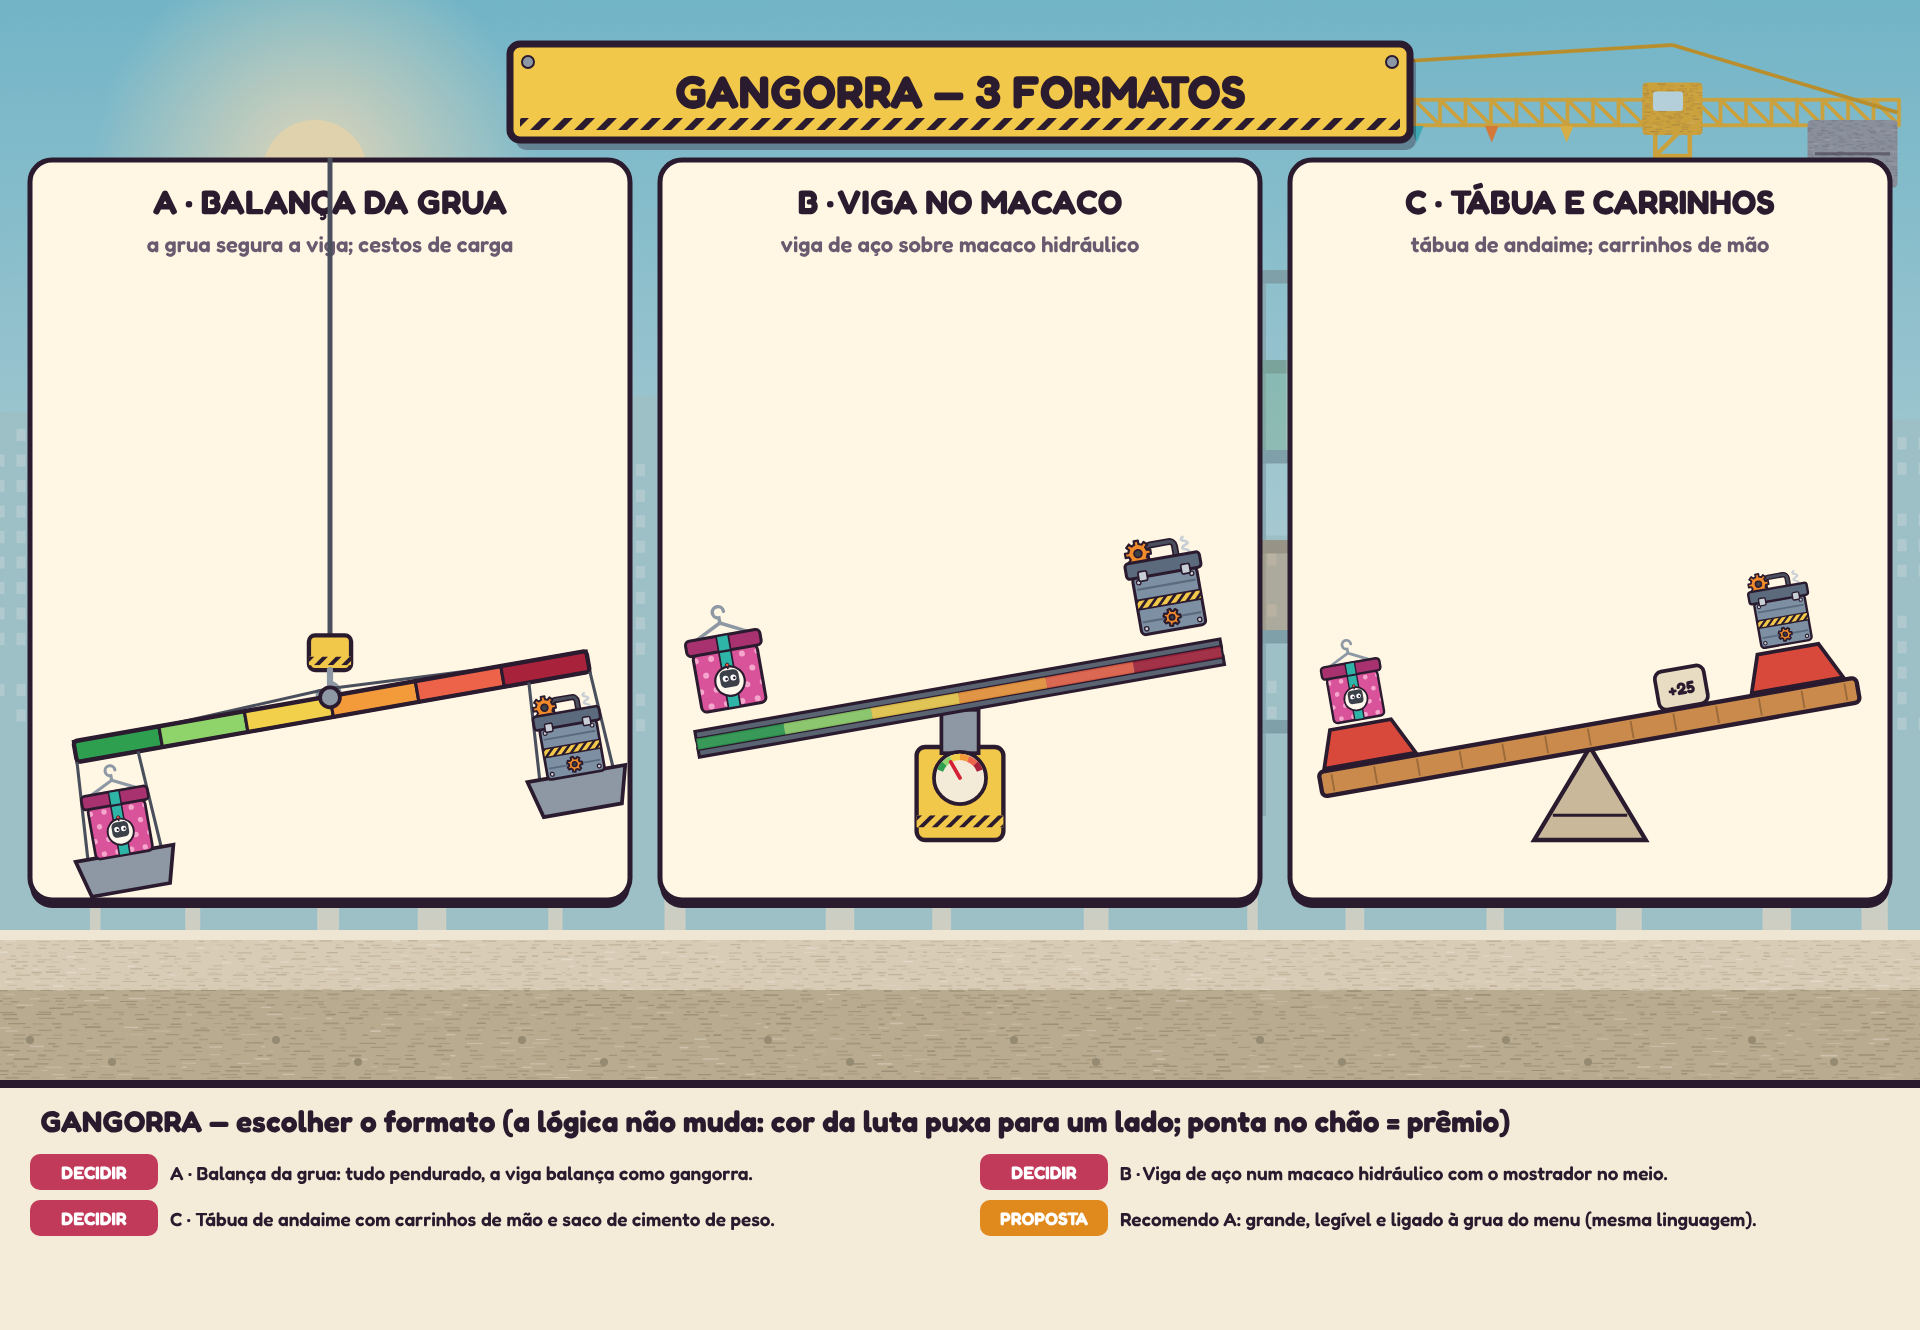 GANGORRA – 3 FORMATOS
A · BALANÇA DA GRUA
a grua segura a viga; cestos de carga
B · VIGA NO MACACO
viga de aço sobre macaco hidráulico
C · TÁBUA E CARRINHOS
tábua de andaime; carrinhos de mão
+25
GANGORRA – escolher o formato (a lógica não muda: cor da luta puxa para um lado; ponta no chão = prêmio)
DECIDIR A · Balança da grua: tudo pendurado, a viga balança como gangorra.
DECIDIR B · Viga de aço num macaco hidráulico com o mostrador no meio.
DECIDIR C · Tábua de andaime com carrinhos de mão e saco de cimento de peso.
PROPOSTA Recomendo A: grande, legível e ligado à grua do menu (mesma linguagem).